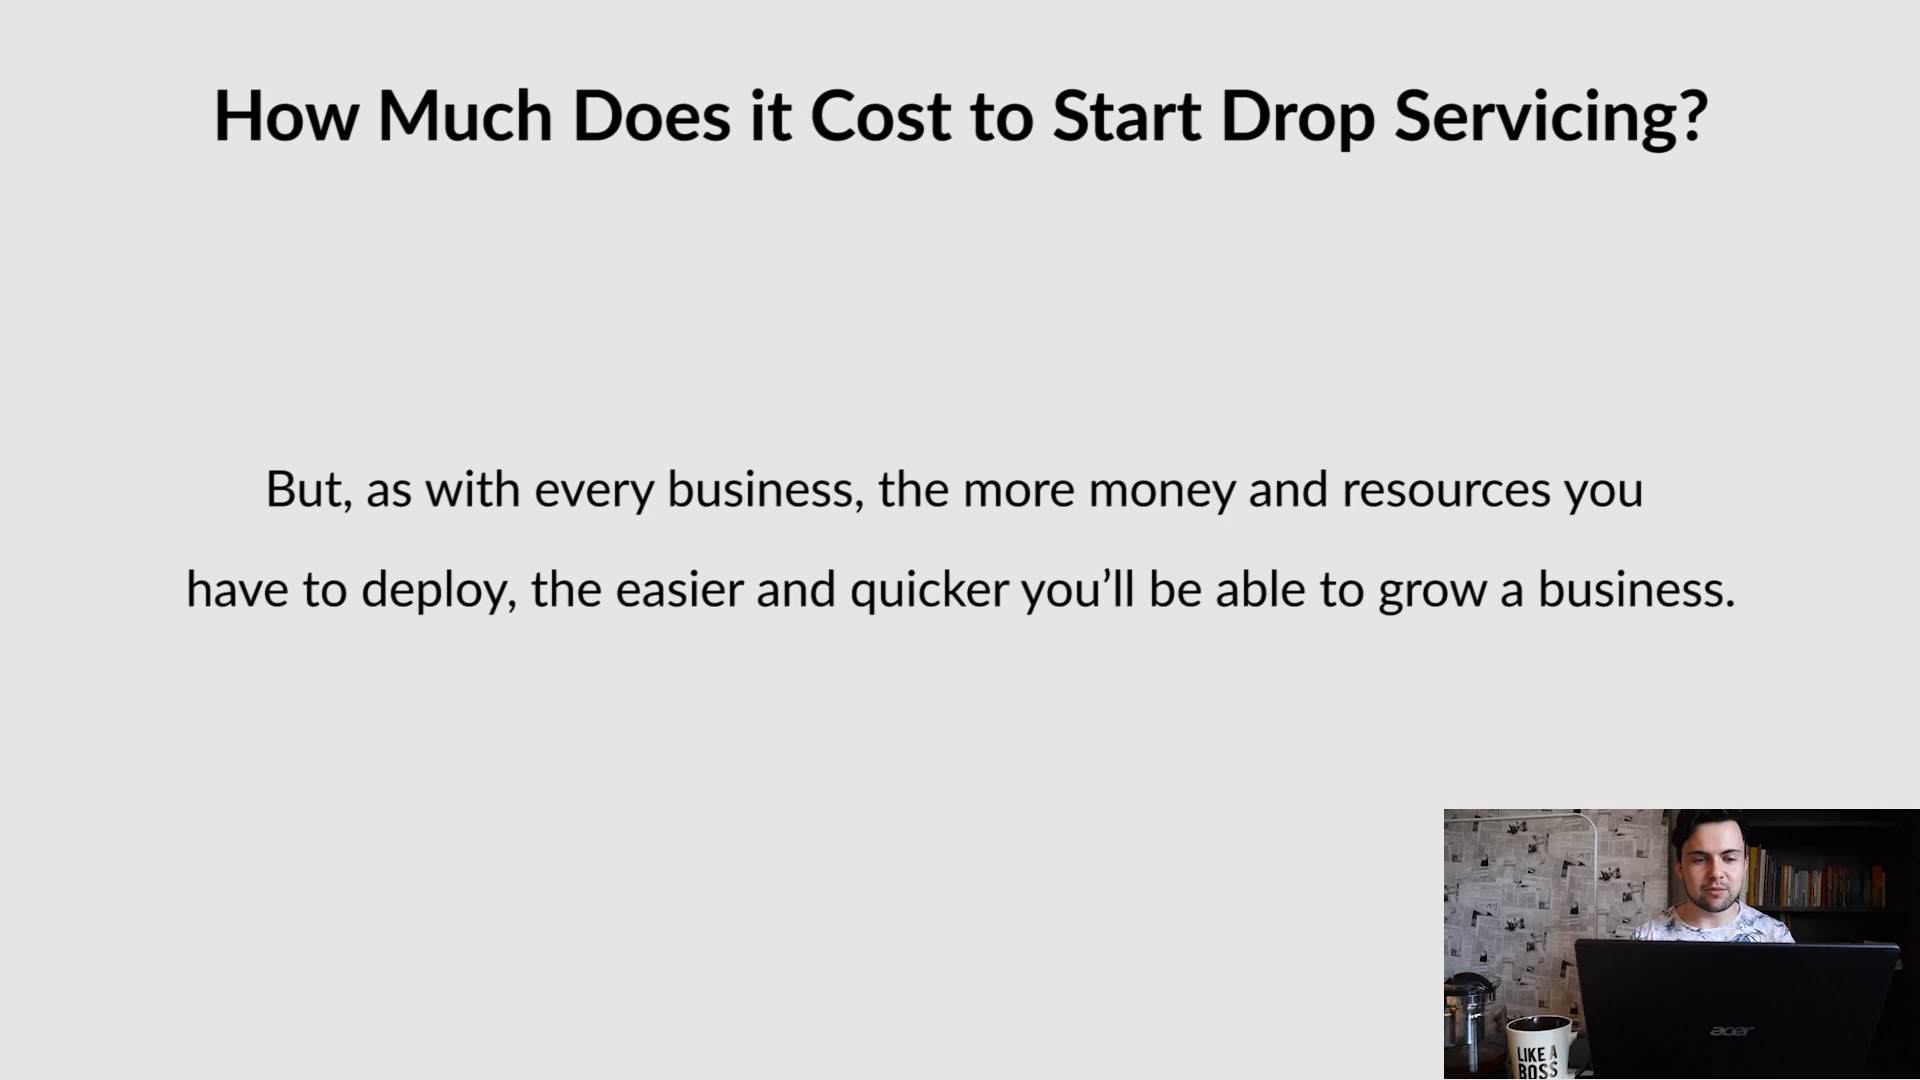 How Much Does it Cost to Start Drop Servicing?
But, as with every business, the more money and resources you
have to deploy, the easier and quicker you’ll be able to grow a business.
acer
LIKE A
BOSS